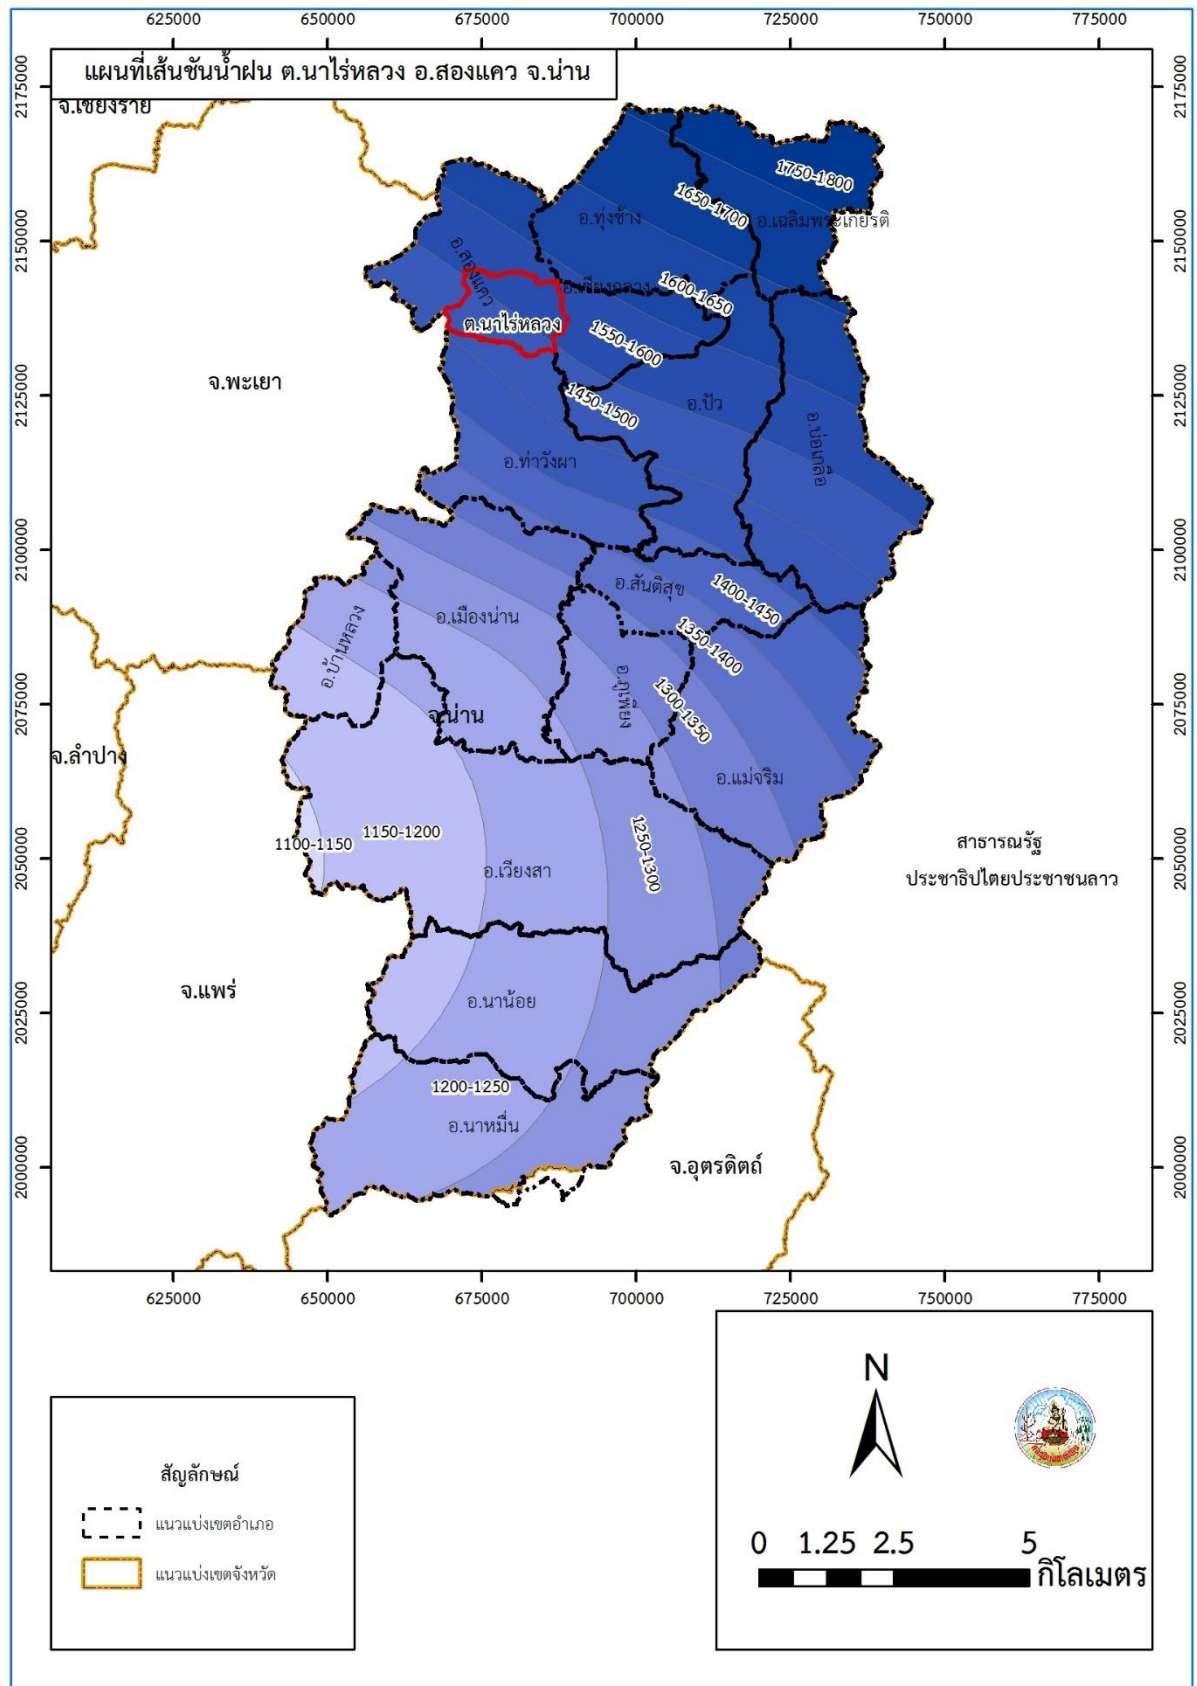 625000 650000 675000 700000 725000 750000 775000
แผนที่เส้นชันน้ำฝน ต.นาไร่หลวง อ.สองแคว จ.น่าน
2175000 2175000
จ.เชียงราย
1750-1800
1650-1700
อ.ทุ่งช้าง
อ.เฉลิมพระเกียรติ
2150000 2150000
อ.สองแคว
อ.เชียงกลาง
1600-1650
ต.นาไร่หลวง
1550-1600
จ.พะเยา
2125000 2125000
1450-1500
อ.ปัว
อ.บ่อเกลือ
อ.ท่าวังผา
2100000 2100000
อ.สันติสุข
1400-1450
อ.เมืองน่าน
1350-1400
อ.บ้านหลวง
อ.ภูเพียง
1300-1350
2075000 2075000
จ.น่าน
จ.ลำปาง
อ.แม่จริม
1150-1200
1100-1150
1250-1300
สาธารณรัฐ
ประชาธิปไตยประชาชนลาว
2050000 2050000
อ.เวียงสา
จ.แพร่
อ.นาน้อย
2025000 2025000
1200-1250
อ.นาหมื่น
จ.อุตรดิตถ์
2000000 2000000
625000 650000 675000 700000 725000 750000 775000
สัญลักษณ์
แนวแบ่งเขตอำเภอ
แนวแบ่งเขตจังหวัด
N
0 1.25 2.5 5
กิโลเมตร